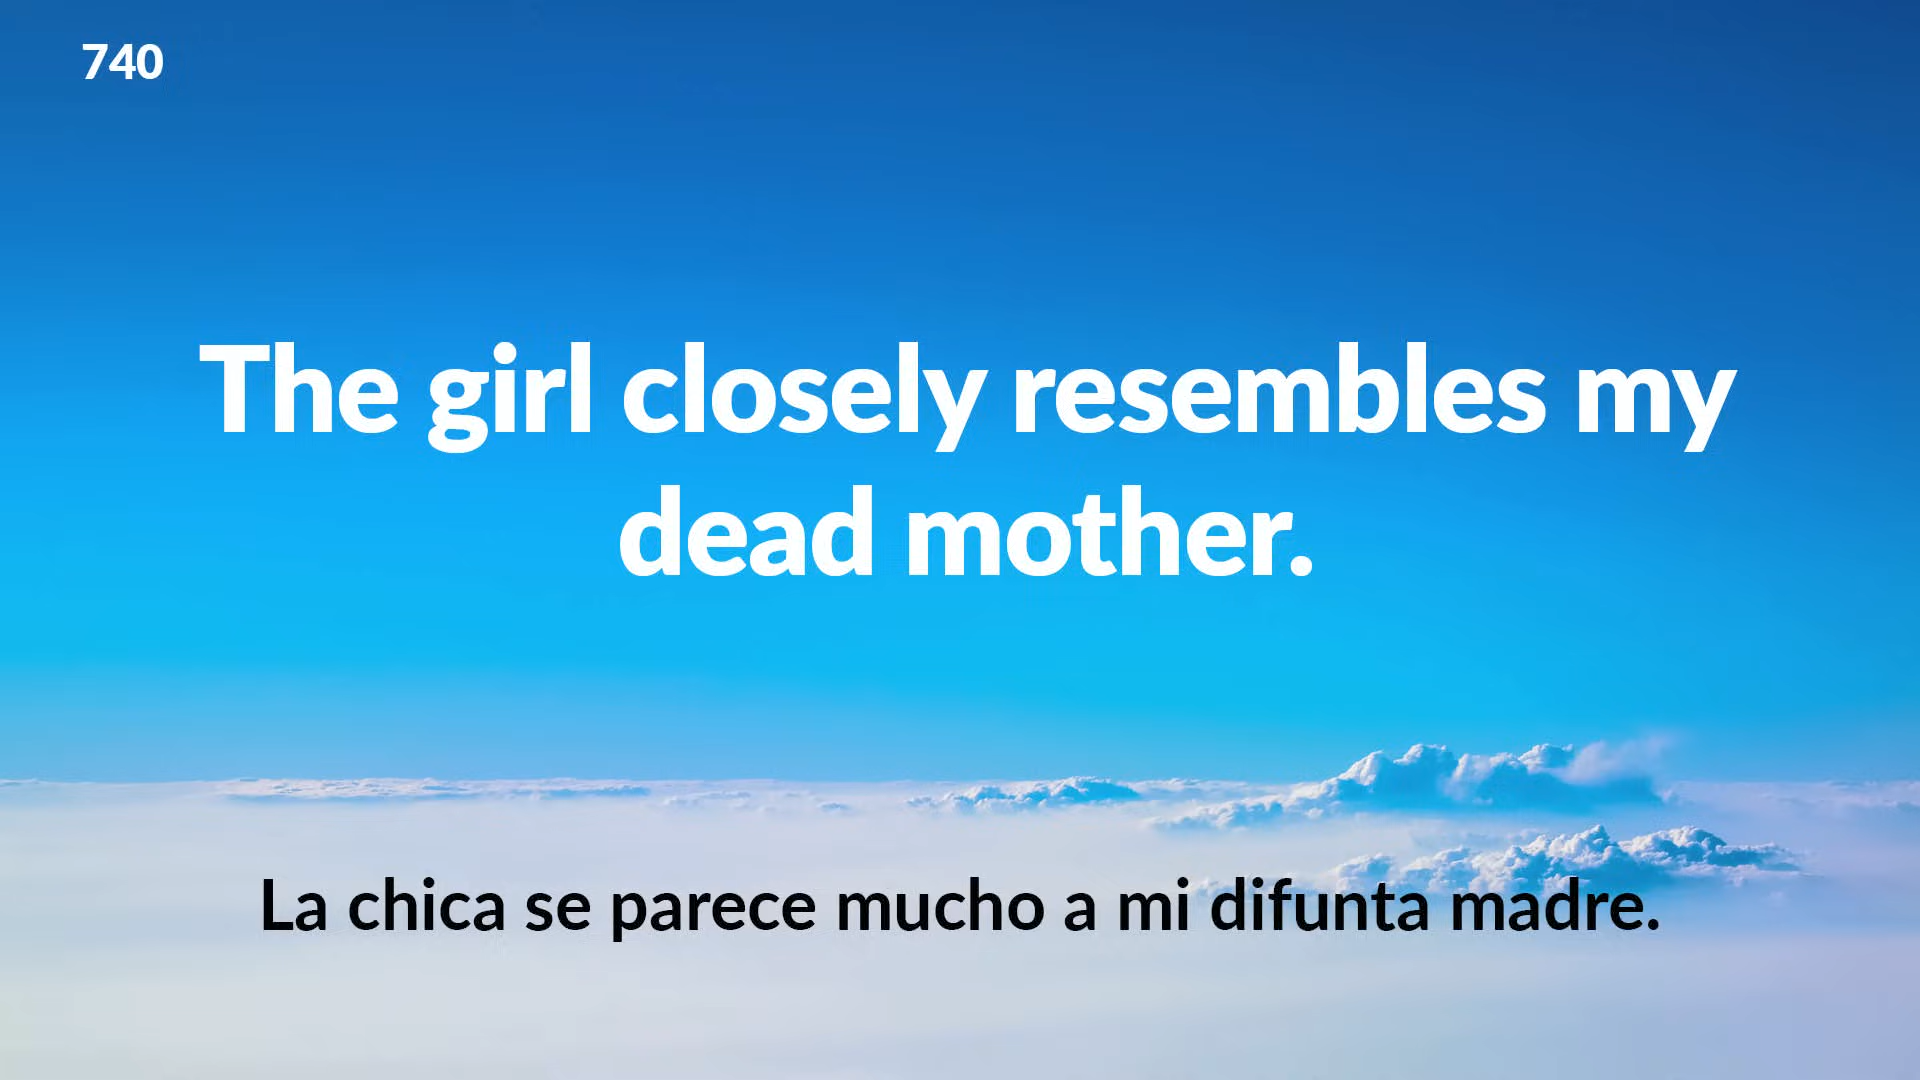 740
The girl closely resembles my
dead mother.
La chica se parece mucho a mi difunta madre.